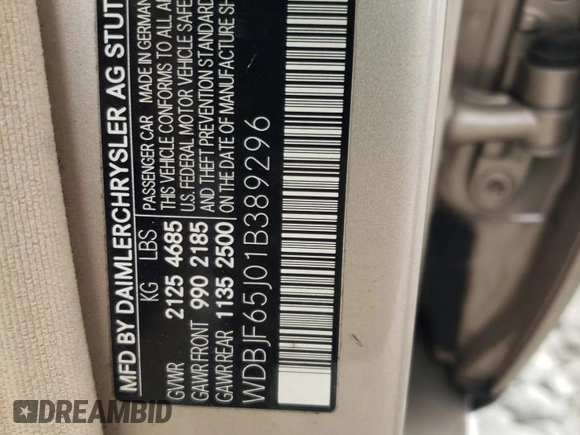 MFD BY DAIMLERCHRYSLER AG STUT
PASSENGER CAR MADE IN GERMAN
THIS VEHICLE CONFORMS TO ALL A
U.S. FEDERAL MOTOR VEHICLE SAFE
AND THEFT PREVENTION STANDARD
ON THE DATE OF MANUFACTURE SH
KG LBS
GVWR 2125 4685
GAWR FRONT 990 2185
GAWR REAR 1135 2500
WDBJF65J01B389296
DREAMBID